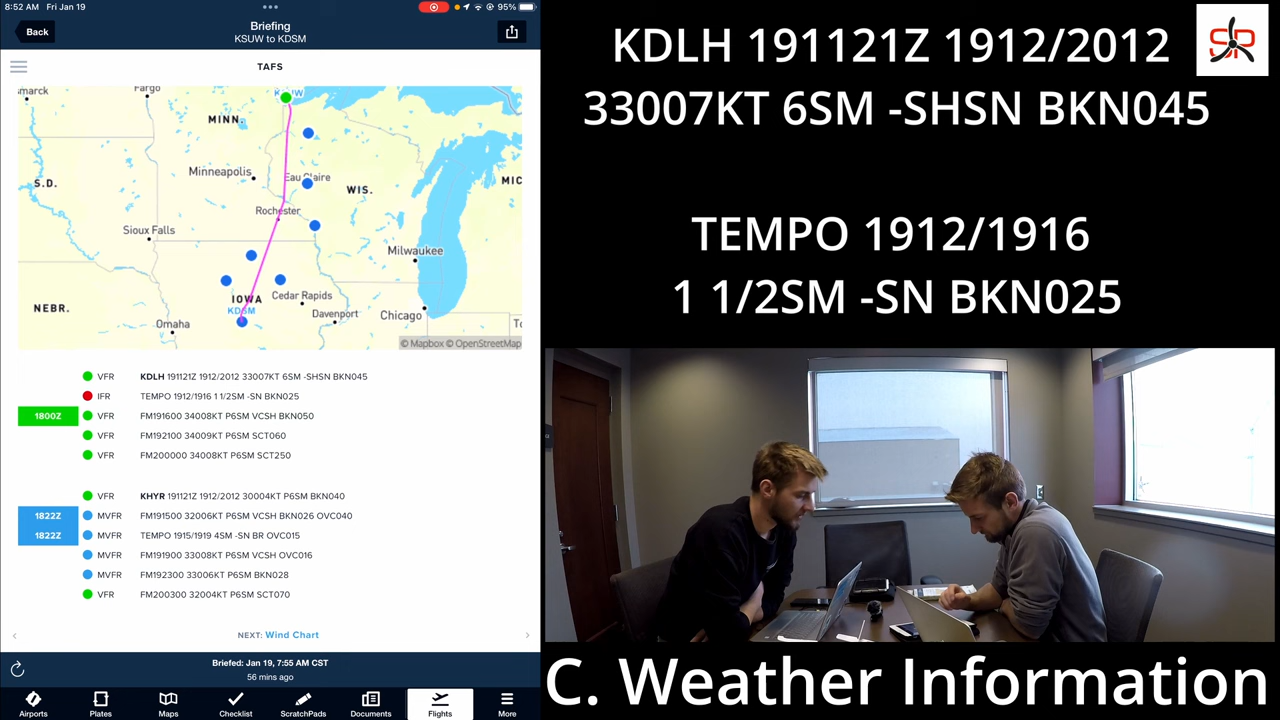 8:52 AM Fri Jan 19
95%
Back
Briefing
KSUW to KDSM
TAFS
smarck
Fargo
KSUW
MINN.
Minneapolis
Eau Claire
WIS.
MIC
S.D.
Rochester
Sioux Falls
Milwaukee
IOWA
Cedar Rapids
NEBR.
KDSM
Davenport
Chicago
Omaha
To
© Mapbox © OpenStreetMap
VFR KDLH 191121Z 1912/2012 33007KT 6SM -SHSN BKN045
IFR TEMPO 1912/1916 1 1/2SM -SN BKN025
1800Z VFR FM191600 34008KT P6SM VCSH BKN050
VFR FM192100 34009KT P6SM SCT060
VFR FM200000 34008KT P6SM SCT250
VFR KHYR 191121Z 1912/2012 30004KT P6SM BKN040
1822Z MVFR FM191500 32006KT P6SM VCSH BKN026 OVC040
1822Z MVFR TEMPO 1915/1919 4SM -SN BR OVC015
MVFR FM191900 33008KT P6SM VCSH OVC016
MVFR FM192300 33006KT P6SM BKN028
VFR FM200300 32004KT P6SM SCT070
NEXT: Wind Chart
Briefed: Jan 19, 7:55 AM CST
56 mins ago
Airports
Plates
Maps
Checklist
ScratchPads
Documents
Flights
More
KDLH 191121Z 1912/2012
33007KT 6SM -SHSN BKN045
TEMPO 1912/1916
1 1/2SM -SN BKN025
SR
C. Weather Information